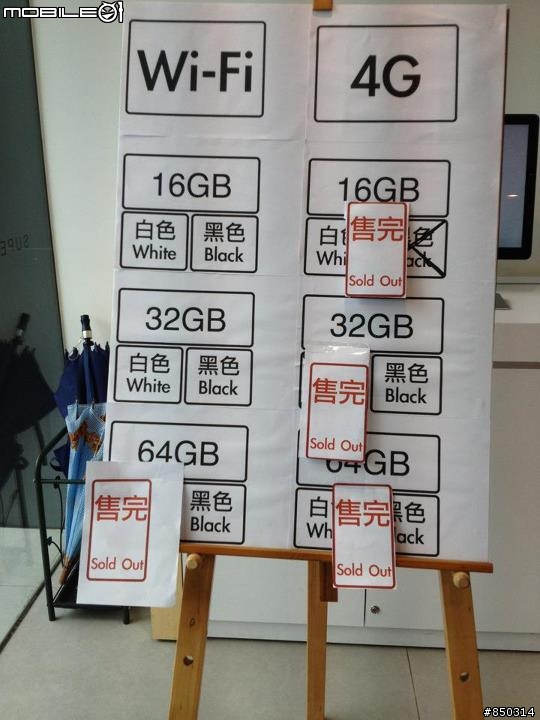 MOBILE01
Wi-Fi
4G
16GB
16GB
白色
White
黑色
Black
售完
Sold Out
32GB
32GB
白色
White
黑色
Black
售完
Sold Out
黑色
Black
64GB
64GB
售完
Sold Out
黑色
Black
售完
Sold Out
黑色
#850314